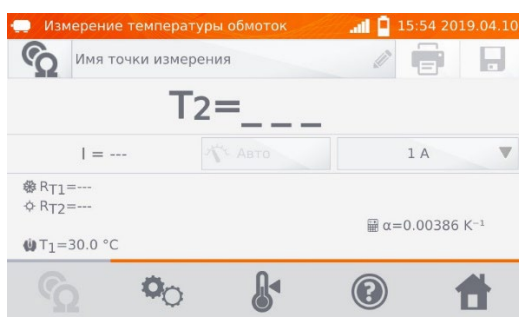 Измерение температуры обмоток 15:54 2019.04.10
Имя точки измерения
T2=_ _ _
I = --- Авто 1 A
RT1=---
RT2=---
α=0.00386 K⁻¹
T1=30.0 °C